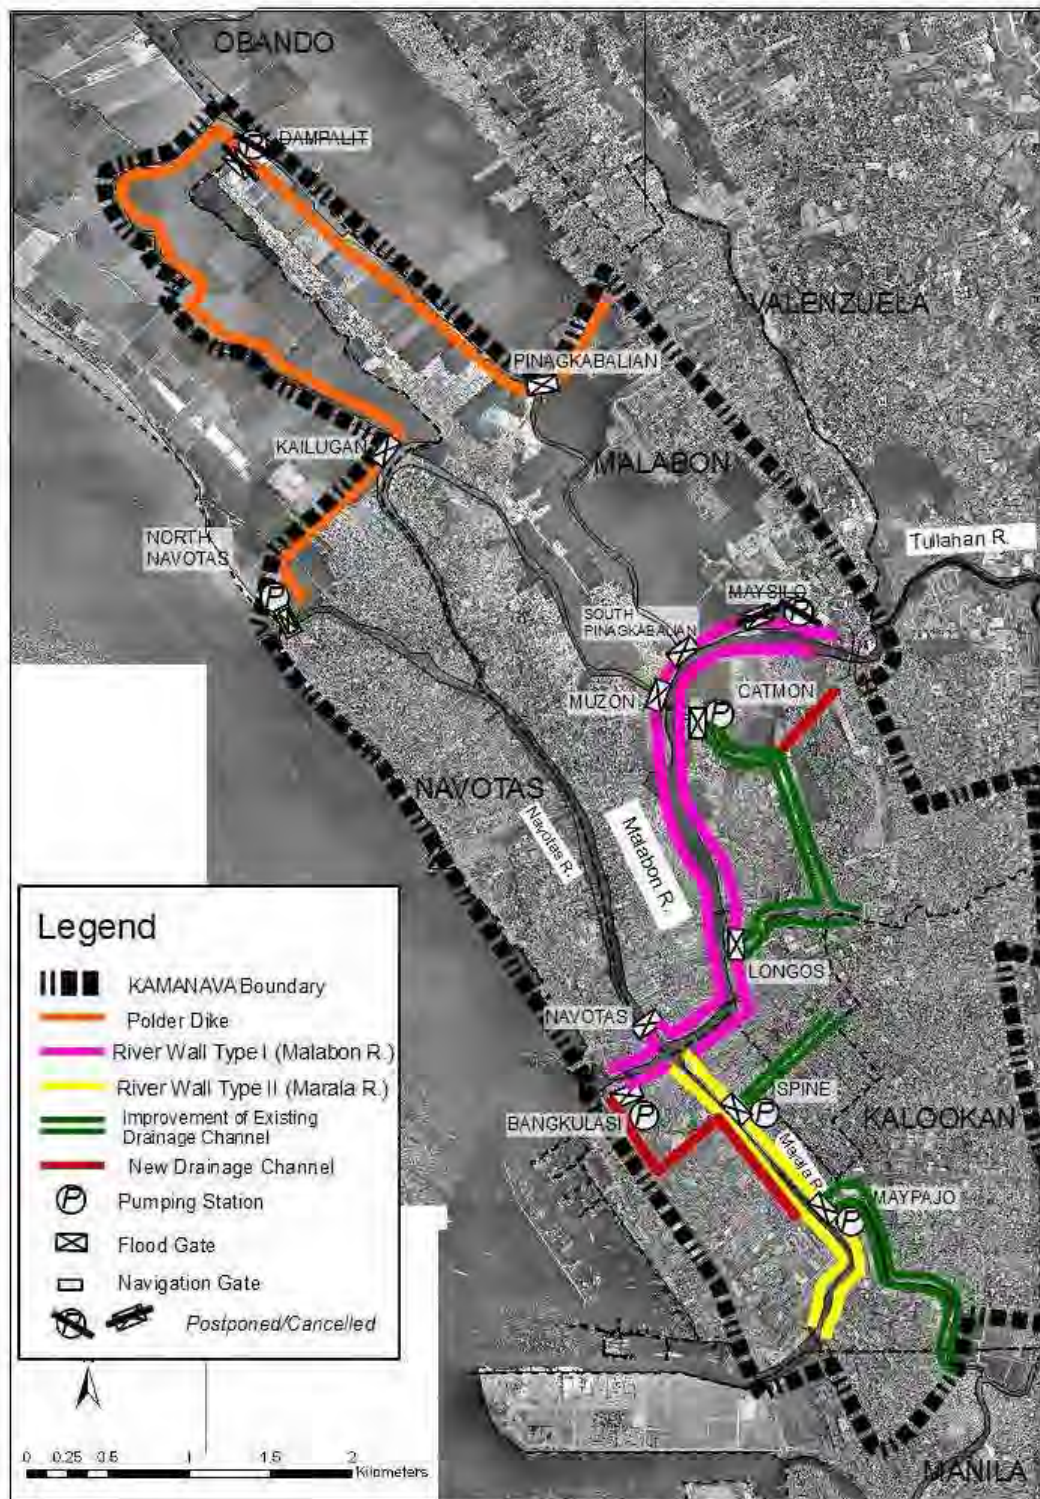 OBANDO
DAMPALIT
VALENZUELA
PINAGKABALIAN
KAILUGAN
MALABON
NORTH
NAVOTAS
Tullahan R.
MAYSILO
SOUTH
PINAGKABALIAN
MUZON
CATMON
NAVOTAS
Navotas R.
Malabon R.
LONGOS
NAVOTAS
SPINE
BANGKULASI
KALOOKAN
MAYPAJO
MANILA
Legend
KAMANAVA Boundary
Polder Dike
River Wall Type I (Malabon R.)
River Wall Type II (Marala R.)
Improvement of Existing
Drainage Channel
New Drainage Channel
P Pumping Station
Flood Gate
Navigation Gate
P Postponed/Cancelled
0 0.25 0.5 1 1.5 2
Kilometers